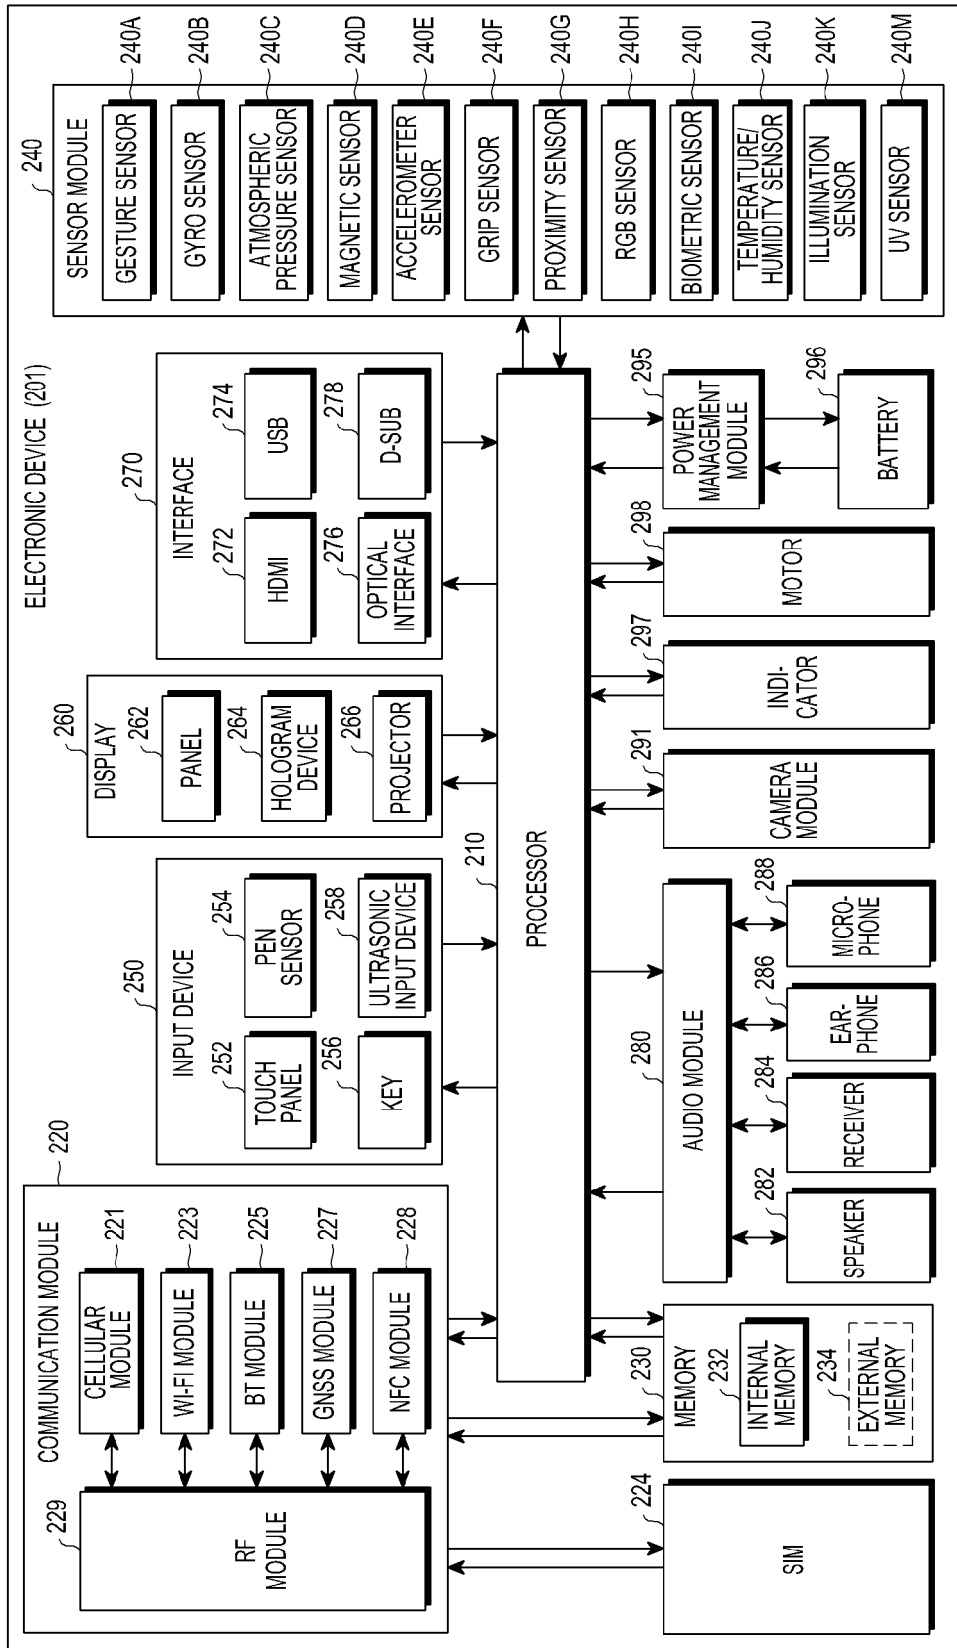 ELECTRONIC DEVICE (201)
COMMUNICATION MODULE
220
229
RF
MODULE
CELLULAR
MODULE
221
WI-FI MODULE
223
BT MODULE
225
GNSS MODULE
227
NFC MODULE
228
250
INPUT DEVICE
252
TOUCH
PANEL
254
PEN
SENSOR
256
KEY
258
ULTRASONIC
INPUT DEVICE
260
DISPLAY
262
PANEL
264
HOLOGRAM
DEVICE
266
PROJECTOR
270
INTERFACE
272
HDMI
274
USB
276
OPTICAL
INTERFACE
278
D-SUB
240
SENSOR MODULE
GESTURE SENSOR
240A
GYRO SENSOR
240B
ATMOSPHERIC
PRESSURE SENSOR
240C
MAGNETIC SENSOR
240D
ACCELEROMETER
SENSOR
240E
GRIP SENSOR
240F
PROXIMITY SENSOR
240G
RGB SENSOR
240H
BIOMETRIC SENSOR
240I
TEMPERATURE/
HUMIDITY SENSOR
240J
ILLUMINATION
SENSOR
240K
UV SENSOR
240M
210
PROCESSOR
224
SIM
230
MEMORY
232
INTERNAL
MEMORY
234
EXTERNAL
MEMORY
280
AUDIO MODULE
282
SPEAKER
284
RECEIVER
286
EAR-
PHONE
288
MICRO-
PHONE
291
CAMERA
MODULE
297
INDI-
CATOR
298
MOTOR
295
POWER
MANAGEMENT
MODULE
296
BATTERY